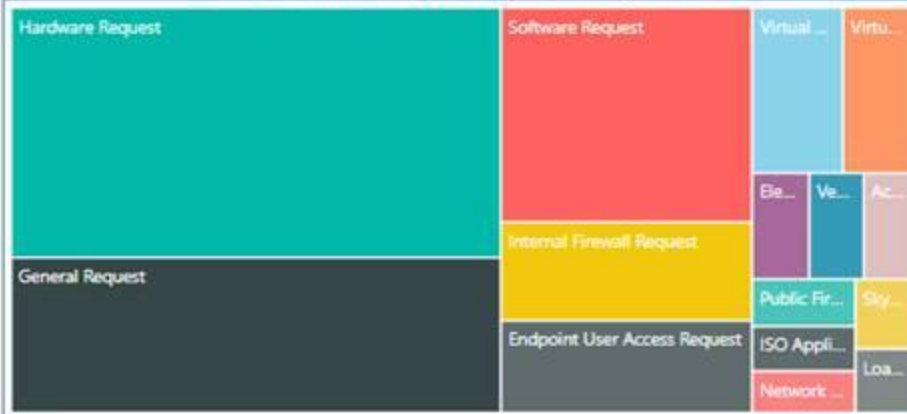 Hardware Request
Software Request
Virtual ...
Virtu...
General Request
Internal Firewall Request
Endpoint User Access Request
Ele...
Ve...
Ac...
Public Fir...
Sky...
ISO Appli...
Loa...
Network ...